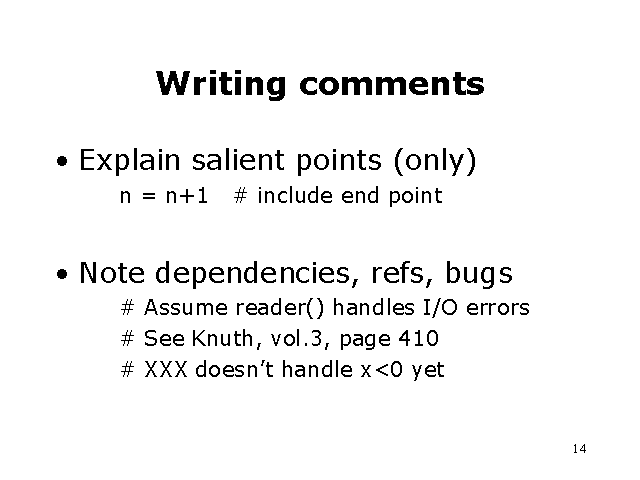 Writing comments
• Explain salient points (only)
n = n+1 # include end point
• Note dependencies, refs, bugs
# Assume reader() handles I/O errors
# See Knuth, vol.3, page 410
# XXX doesn’t handle x<0 yet
14